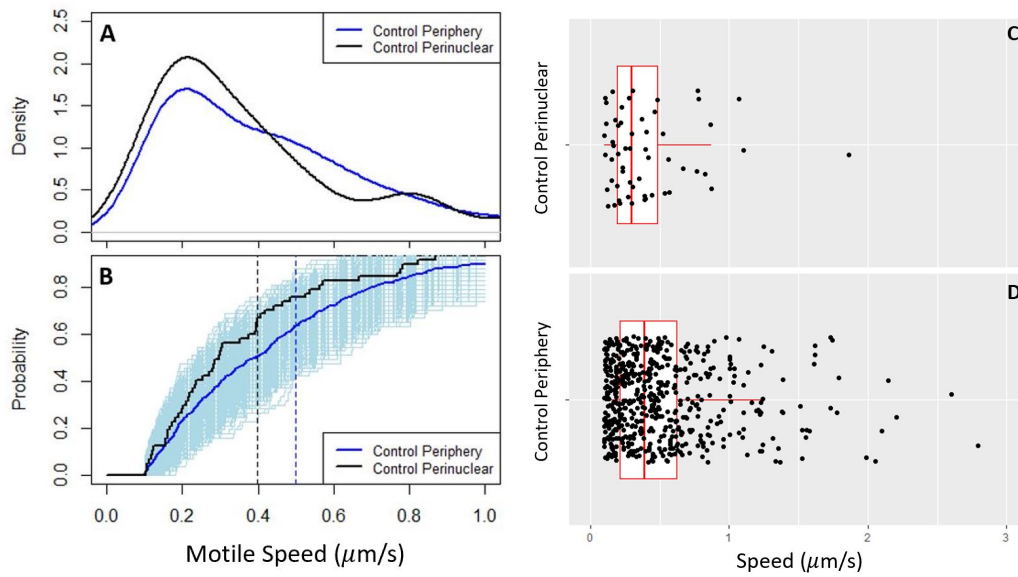 A
Control Periphery
Control Perinuclear
Density
0.0 0.5 1.0 1.5 2.0 2.5
B
Control Periphery
Control Perinuclear
Probability
0.0 0.2 0.4 0.6 0.8
0.0 0.2 0.4 0.6 0.8 1.0
Motile Speed (μm/s)
C
Control Perinuclear
D
Control Periphery
0 1 2 3
Speed (μm/s)